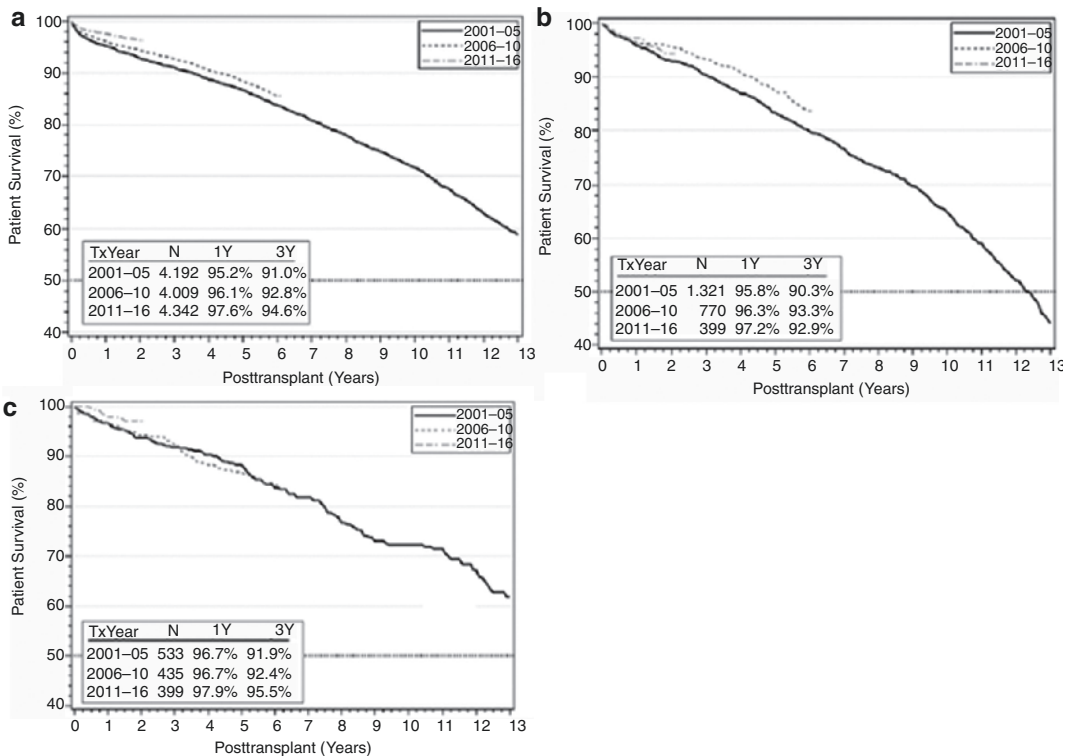 a
100
90
80
70
60
50
40
Patient Survival (%)
2001–05
2006–10
2011–16
TxYear N 1Y 3Y
2001–05 4.192 95.2% 91.0%
2006–10 4.009 96.1% 92.8%
2011–16 4.342 97.6% 94.6%
0 1 2 3 4 5 6 7 8 9 10 11 12 13
Posttransplant (Years)
b
100
90
80
70
60
50
40
Patient Survival (%)
2001–05
2006–10
2011–16
TxYear N 1Y 3Y
2001–05 1.321 95.8% 90.3%
2006–10 770 96.3% 93.3%
2011–16 399 97.2% 92.9%
0 1 2 3 4 5 6 7 8 9 10 11 12 13
Posttransplant (Years)
c
100
90
80
70
60
50
40
Patient Survival (%)
2001–05
2006–10
2011–16
TxYear N 1Y 3Y
2001–05 533 96.7% 91.9%
2006–10 435 96.7% 92.4%
2011–16 399 97.9% 95.5%
0 1 2 3 4 5 6 7 8 9 10 11 12 13
Posttransplant (Years)